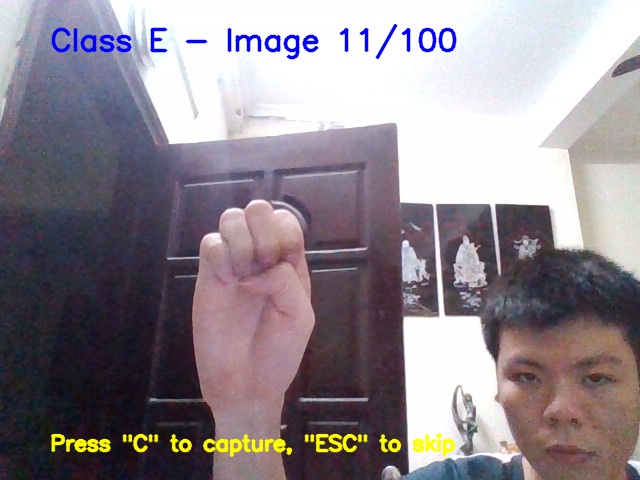 Class E - Image 11/100
Press "C" to capture, "ESC" to skip